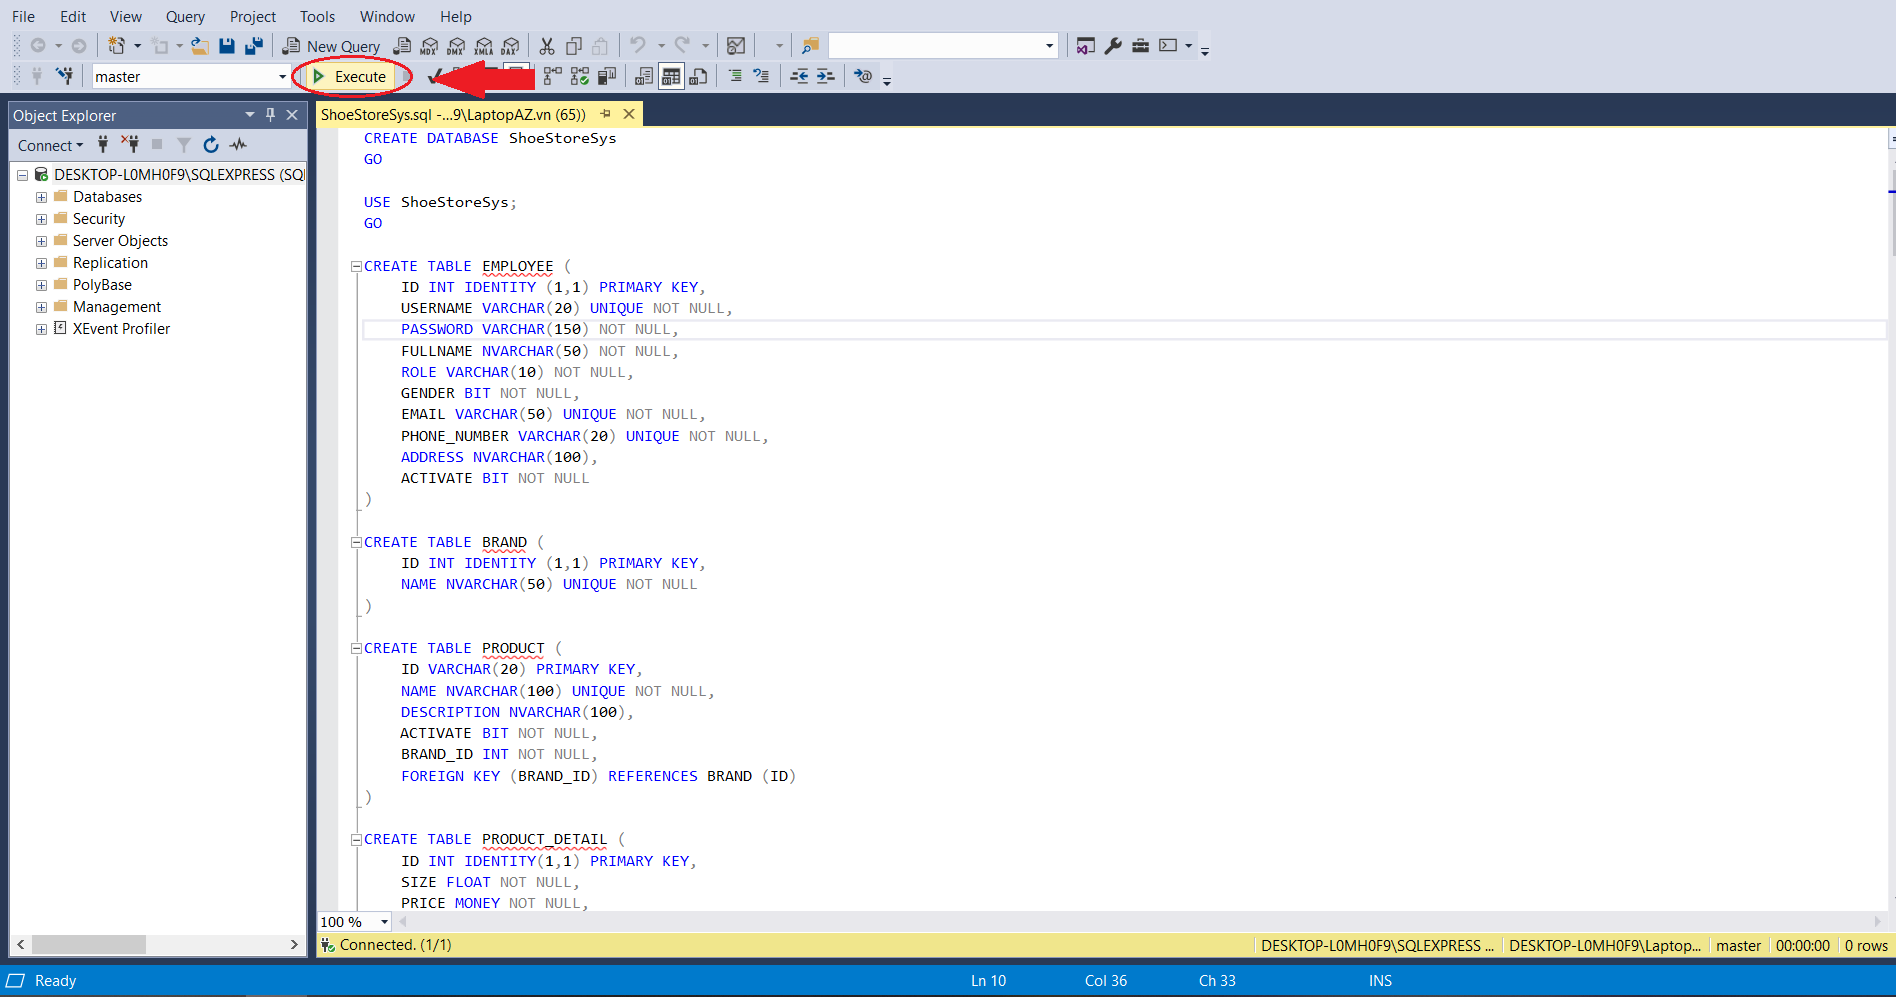 File Edit View Query Project Tools Window Help
New Query MDX DMX XMLA DAX
master Execute
Object Explorer
Connect
DESKTOP-L0MH0F9\SQLEXPRESS (SQ
Databases
Security
Server Objects
Replication
PolyBase
Management
XEvent Profiler
ShoeStoreSys.sql -...9\LaptopAZ.vn (65))
CREATE DATABASE ShoeStoreSys
GO
USE ShoeStoreSys;
GO
CREATE TABLE EMPLOYEE (
ID INT IDENTITY (1,1) PRIMARY KEY,
USERNAME VARCHAR(20) UNIQUE NOT NULL,
PASSWORD VARCHAR(150) NOT NULL,
FULLNAME NVARCHAR(50) NOT NULL,
ROLE VARCHAR(10) NOT NULL,
GENDER BIT NOT NULL,
EMAIL VARCHAR(50) UNIQUE NOT NULL,
PHONE_NUMBER VARCHAR(20) UNIQUE NOT NULL,
ADDRESS NVARCHAR(100),
ACTIVATE BIT NOT NULL
)
CREATE TABLE BRAND (
ID INT IDENTITY (1,1) PRIMARY KEY,
NAME NVARCHAR(50) UNIQUE NOT NULL
)
CREATE TABLE PRODUCT (
ID VARCHAR(20) PRIMARY KEY,
NAME NVARCHAR(100) UNIQUE NOT NULL,
DESCRIPTION NVARCHAR(100),
ACTIVATE BIT NOT NULL,
BRAND_ID INT NOT NULL,
FOREIGN KEY (BRAND_ID) REFERENCES BRAND (ID)
)
CREATE TABLE PRODUCT_DETAIL (
ID INT IDENTITY(1,1) PRIMARY KEY,
SIZE FLOAT NOT NULL,
PRICE MONEY NOT NULL,
100 %
Connected. (1/1) DESKTOP-L0MH0F9\SQLEXPRESS ... DESKTOP-L0MH0F9\Laptop... master 00:00:00 0 rows
Ready Ln 10 Col 36 Ch 33 INS